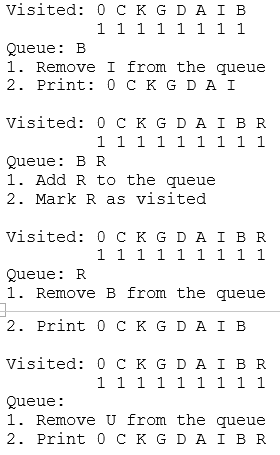 Visited: 0 C K G D A I B
1 1 1 1 1 1 1 1
Queue: B
1. Remove I from the queue
2. Print: 0 C K G D A I
Visited: 0 C K G D A I B R
1 1 1 1 1 1 1 1 1
Queue: B R
1. Add R to the queue
2. Mark R as visited
Visited: 0 C K G D A I B R
1 1 1 1 1 1 1 1 1
Queue: R
1. Remove B from the queue
2. Print 0 C K G D A I B
Visited: 0 C K G D A I B R
1 1 1 1 1 1 1 1 1
Queue:
1. Remove U from the queue
2. Print 0 C K G D A I B R